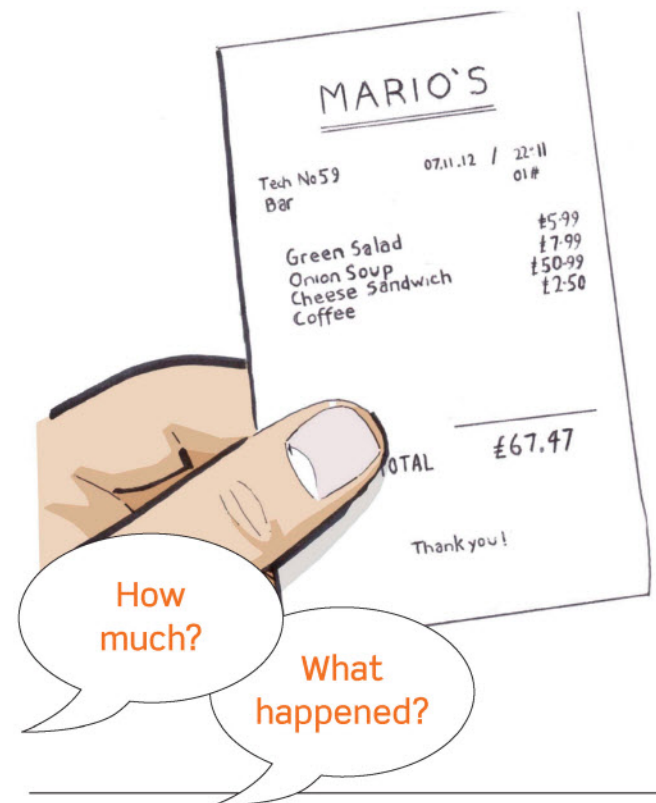 MARIO'S
Tech No59 07.11.12 / 22-11
Bar 01#
Green Salad £5-99
Onion Soup £7-99
Cheese Sandwich £50-99
Coffee £2-50
OTAL £67.47
Thank you!
How
much?
What
happened?